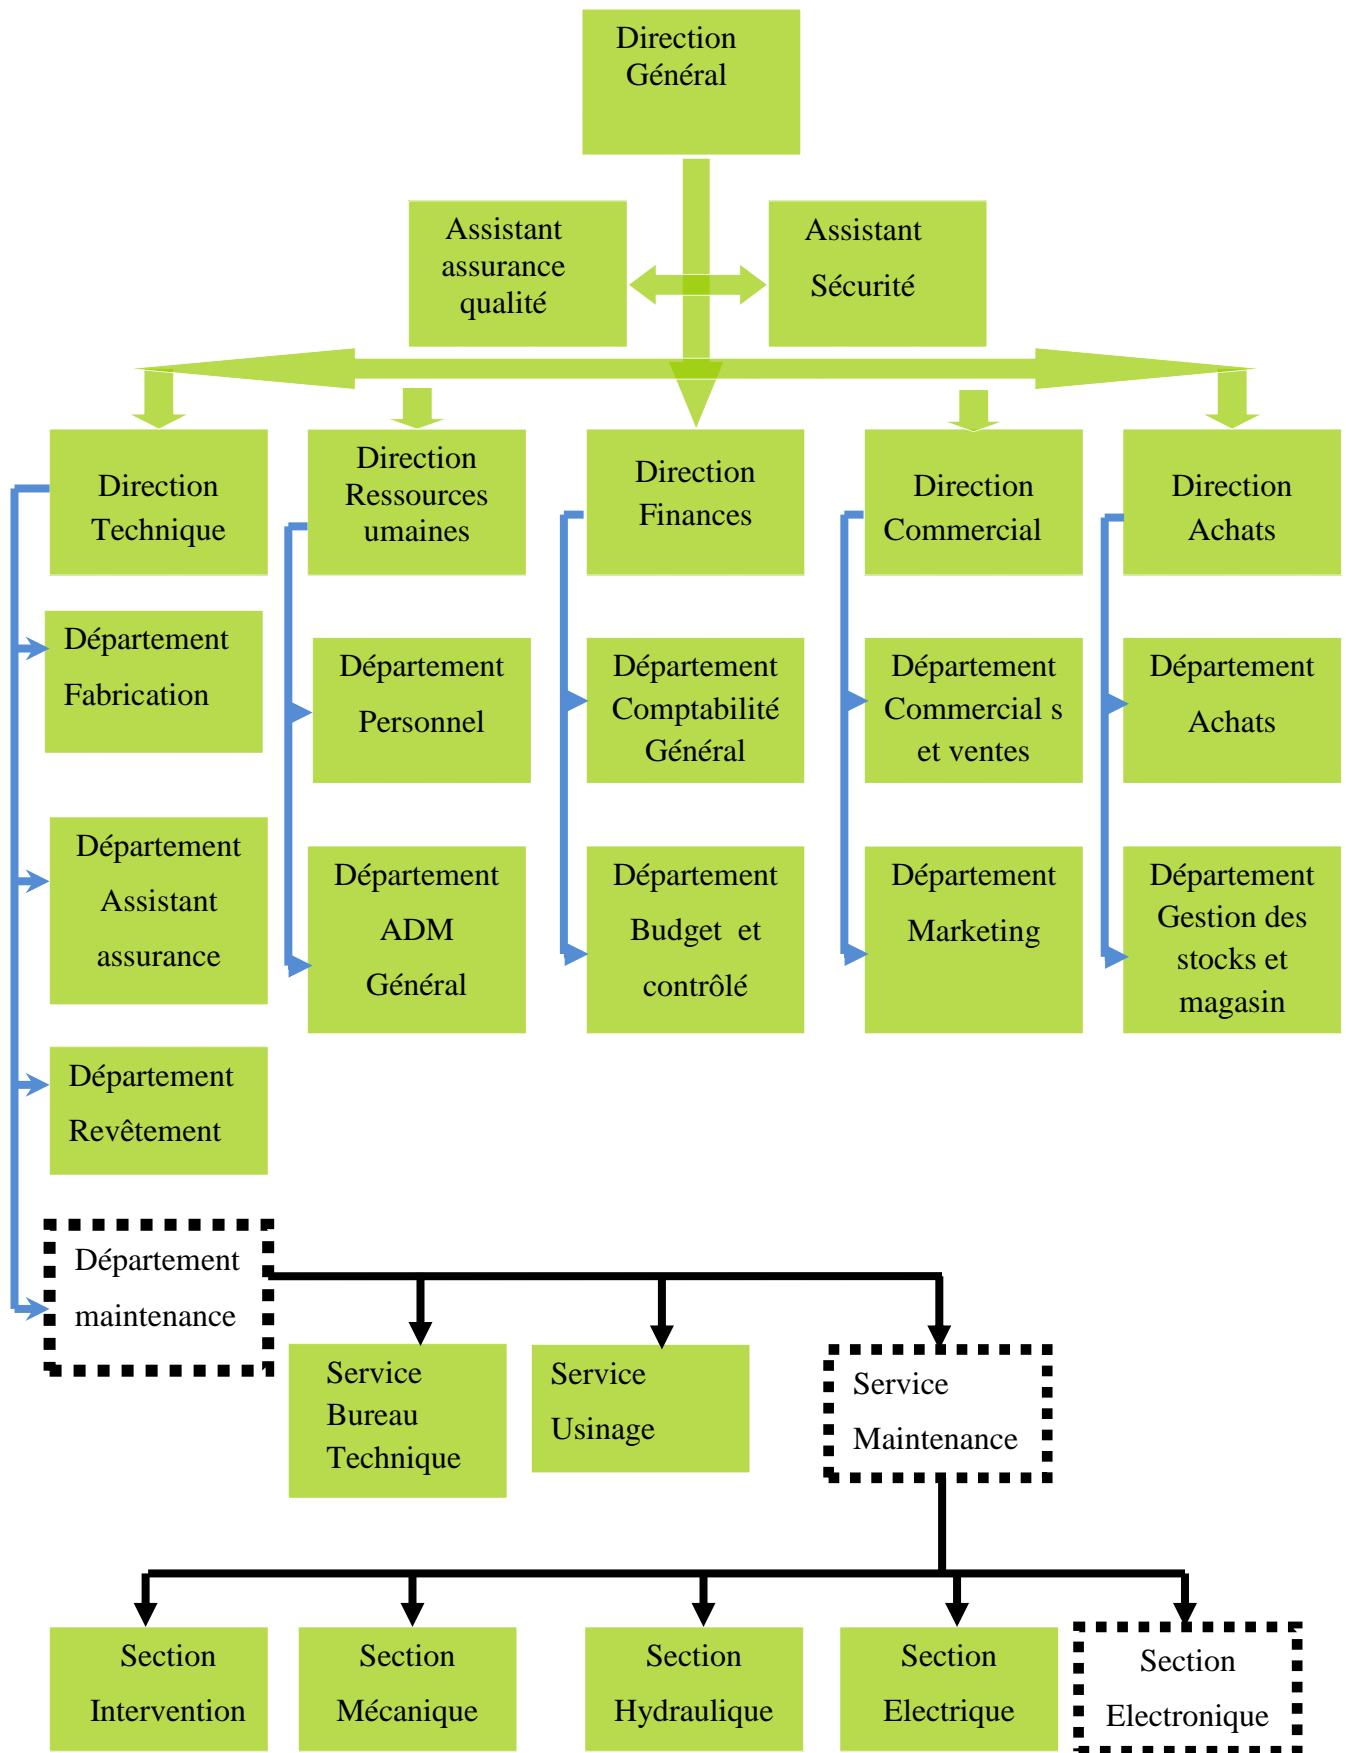 Direction
Général
Assistant
assurance
qualité
Assistant
Sécurité
Direction
Technique
Direction
Ressources
umaines
Direction
Finances
Direction
Commercial
Direction
Achats
Département
Fabrication
Département
Personnel
Département
Comptabilité
Général
Département
Commercial s
et ventes
Département
Achats
Département
Assistant
assurance
Département
ADM
Général
Département
Budget et
contrôlé
Département
Marketing
Département
Gestion des
stocks et
magasin
Département
Revêtement
Département
maintenance
Service
Bureau
Technique
Service
Usinage
Service
Maintenance
Section
Intervention
Section
Mécanique
Section
Hydraulique
Section
Electrique
Section
Electronique